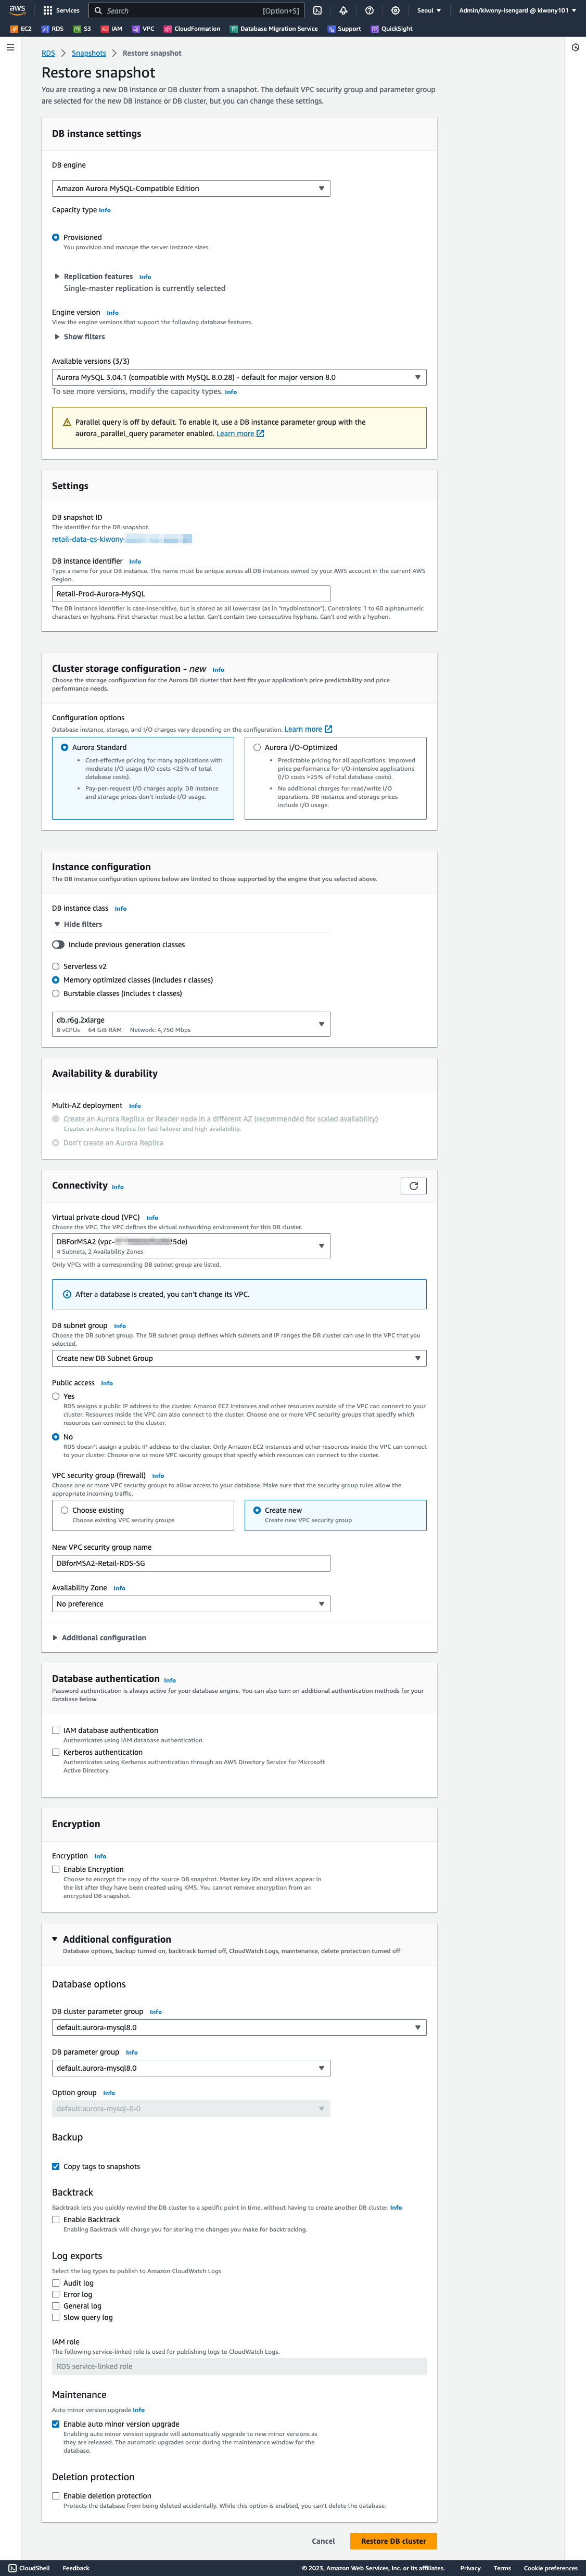 aws Services Search [Option+S] Seoul Admin/kiwony-Isengard @ kiwony101
EC2 RDS S3 IAM VPC CloudFormation Database Migration Service Support QuickSight
RDS Snapshots Restore snapshot
Restore snapshot
You are creating a new DB instance or DB cluster from a snapshot. The default VPC security group and parameter group
are selected for the new DB instance or DB cluster, but you can change these settings.
DB instance settings
DB engine
Amazon Aurora MySQL-Compatible Edition
Capacity type Info
Provisioned
You provision and manage the server instance sizes.
Replication features Info
Single-master replication is currently selected
Engine version Info
View the engine versions that support the following database features.
Show filters
Available versions (3/3)
Aurora MySQL 3.04.1 (compatible with MySQL 8.0.28) - default for major version 8.0
To see more versions, modify the capacity types. Info
Parallel query is off by default. To enable it, use a DB instance parameter group with the
aurora_parallel_query parameter enabled. Learn more
Settings
DB snapshot ID
The identifier for the DB snapshot.
retail-data-qs-kiwony-
DB instance identifier Info
Type a name for your DB instance. The name must be unique across all DB instances owned by your AWS account in the current AWS
Region.
Retail-Prod-Aurora-MySQL
The DB instance identifier is case-insensitive, but is stored as all lowercase (as in "mydbinstance"). Constraints: 1 to 60 alphanumeric
characters or hyphens. First character must be a letter. Can't contain two consecutive hyphens. Can't end with a hyphen.
Cluster storage configuration - new Info
Choose the storage configuration for the Aurora DB cluster that best fits your application's price predictability and price
performance needs.
Configuration options
Database instance, storage, and I/O charges vary depending on the configuration. Learn more
Aurora Standard
• Cost-effective pricing for many applications with
moderate I/O usage (I/O costs <25% of total
database costs).
• Pay-per-request I/O charges apply. DB instance
and storage prices don't include I/O usage.
Aurora I/O-Optimized
• Predictable pricing for all applications. Improved
price performance for I/O-intensive applications
(I/O costs >25% of total database costs).
• No additional charges for read/write I/O
operations. DB instance and storage prices
include I/O usage.
Instance configuration
The DB instance configuration options below are limited to those supported by the engine that you selected above.
DB instance class Info
Hide filters
Include previous generation classes
Serverless v2
Memory optimized classes (includes r classes)
Burstable classes (includes t classes)
db.r6g.2xlarge
8 vCPUs 64 GiB RAM Network: 4,750 Mbps
Availability & durability
Multi-AZ deployment Info
Create an Aurora Replica or Reader node in a different AZ (recommended for scaled availability)
Creates an Aurora Replica for fast failover and high availability.
Don't create an Aurora Replica
Connectivity Info
Virtual private cloud (VPC) Info
Choose the VPC. The VPC defines the virtual networking environment for this DB cluster.
DBForMSA2 (vpc- 5de)
4 Subnets, 2 Availability Zones
Only VPCs with a corresponding DB subnet group are listed.
After a database is created, you can't change its VPC.
DB subnet group Info
Choose the DB subnet group. The DB subnet group defines which subnets and IP ranges the DB cluster can use in the VPC that you
selected.
Create new DB Subnet Group
Public access Info
Yes
RDS assigns a public IP address to the cluster. Amazon EC2 instances and other resources outside of the VPC can connect to your
cluster. Resources inside the VPC can also connect to the cluster. Choose one or more VPC security groups that specify which
resources can connect to the cluster.
No
RDS doesn't assign a public IP address to the cluster. Only Amazon EC2 instances and other resources inside the VPC can connect
to your cluster. Choose one or more VPC security groups that specify which resources can connect to the cluster.
VPC security group (firewall) Info
Choose one or more VPC security groups to allow access to your database. Make sure that the security group rules allow the
appropriate incoming traffic.
Choose existing
Choose existing VPC security groups
Create new
Create new VPC security group
New VPC security group name
DBforMSA2-Retail-RDS-SG
Availability Zone Info
No preference
Additional configuration
Database authentication Info
Password authentication is always active for your database engine. You can also turn on additional authentication methods for your
database below.
IAM database authentication
Authenticates using IAM database authentication.
Kerberos authentication
Authenticates using Kerberos authentication through an AWS Directory Service for Microsoft
Active Directory.
Encryption
Encryption Info
Enable Encryption
Choose to encrypt the copy of the source DB snapshot. Master key IDs and aliases appear in
the list after they have been created using KMS. You cannot remove encryption from an
encrypted DB snapshot.
Additional configuration
Database options, backup turned on, backtrack turned off, CloudWatch Logs, maintenance, delete protection turned off
Database options
DB cluster parameter group Info
default.aurora-mysql8.0
DB parameter group Info
default.aurora-mysql8.0
Option group Info
default:aurora-mysql-8-0
Backup
Copy tags to snapshots
Backtrack
Backtrack lets you quickly rewind the DB cluster to a specific point in time, without having to create another DB cluster. Info
Enable Backtrack
Enabling Backtrack will charge you for storing the changes you make for backtracking.
Log exports
Select the log types to publish to Amazon CloudWatch Logs
Audit log
Error log
General log
Slow query log
IAM role
The following service-linked role is used for publishing logs to CloudWatch Logs.
RDS service-linked role
Maintenance
Auto minor version upgrade Info
Enable auto minor version upgrade
Enabling auto minor version upgrade will automatically upgrade to new minor versions as
they are released. The automatic upgrades occur during the maintenance window for the
database.
Deletion protection
Enable deletion protection
Protects the database from being deleted accidentally. While this option is enabled, you can't delete the database.
Cancel Restore DB cluster
CloudShell Feedback © 2023, Amazon Web Services, Inc. or its affiliates. Privacy Terms Cookie preferences